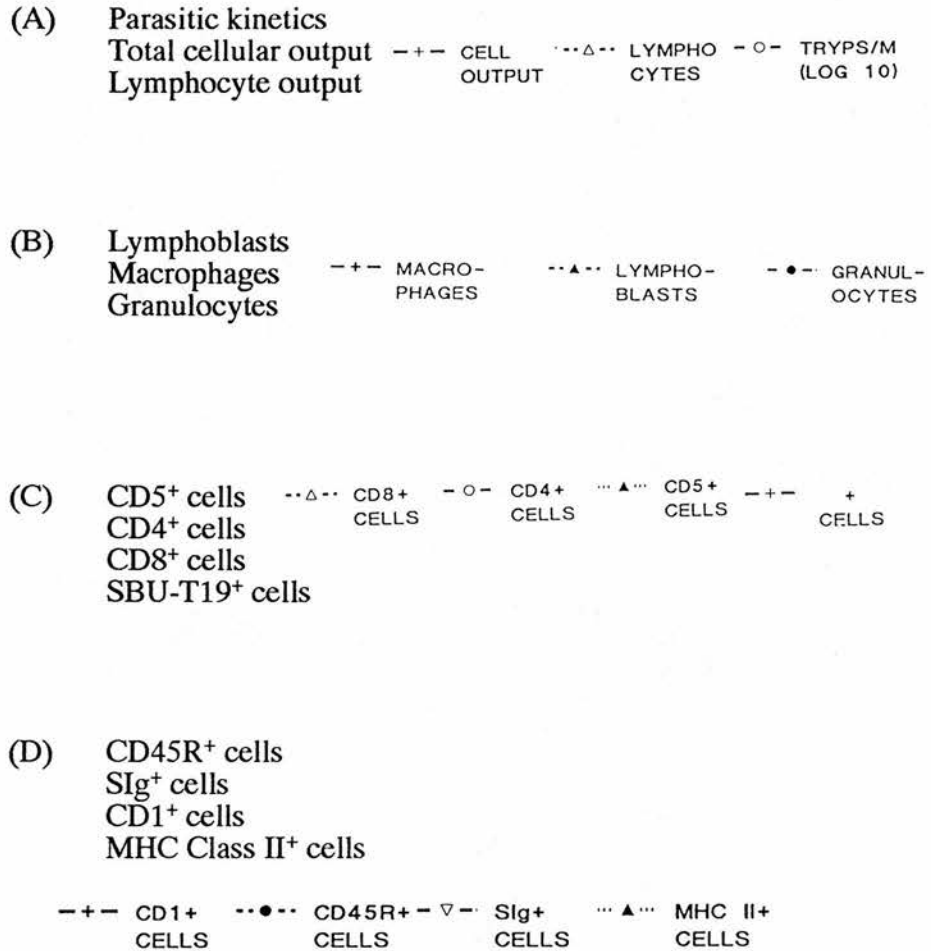 (A) Parasitic kinetics
Total cellular output
Lymphocyte output
–+– CELL OUTPUT
··△·· LYMPHO CYTES
–○– TRYPS/M (LOG 10)
(B) Lymphoblasts
Macrophages
Granulocytes
–+– MACRO- PHAGES
··▲·· LYMPHO- BLASTS
–●– GRANUL- OCYTES
(C) CD5⁺ cells
CD4⁺ cells
CD8⁺ cells
SBU-T19⁺ cells
··△·· CD8+ CELLS
–○– CD4+ CELLS
···▲··· CD5+ CELLS
–+– + CELLS
(D) CD45R⁺ cells
SIg⁺ cells
CD1⁺ cells
MHC Class II⁺ cells
–+– CD1+ CELLS
··●·· CD45R+ CELLS
–▽– SIg+ CELLS
···▲··· MHC II+ CELLS